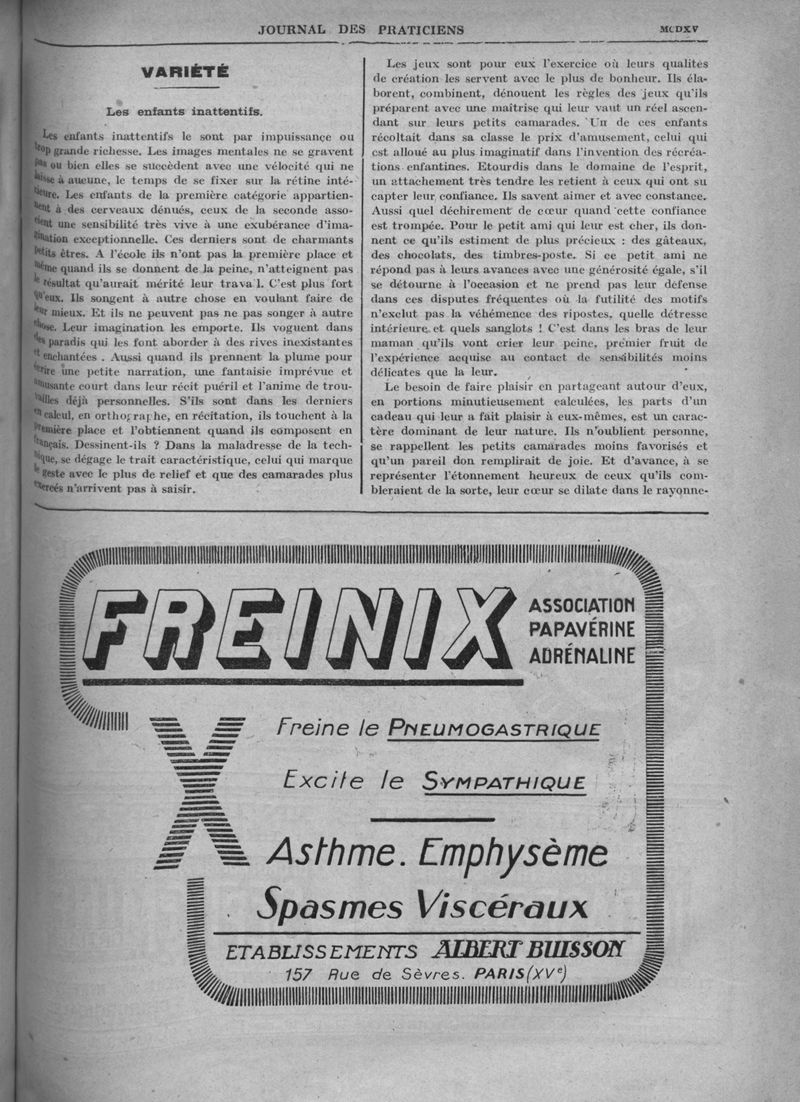 JOURNAL DES PRATICIENS
McDXV
VARIÉTÉ
Les enfants inattentifs.
Les enfants inattentifs le sont par impuissance ou
trop grande richesse. Les images mentales ne se gravent
pas ou bien elles se succèdent avec une vélocité qui ne
laisse à aucune, le temps de se fixer sur la rétine inté-
rieure. Les enfants de la première catégorie appartien-
nent à des cerveaux dénués, ceux de la seconde asso-
cient une sensibilité très vive à une exubérance d'ima-
gination exceptionnelle. Ces derniers sont de charmants
petits êtres. A l'école ils n'ont pas la première place et
même quand ils se donnent de la peine, n'atteignent pas
le résultat qu'aurait mérité leur travail. C'est plus fort
qu'eux. Ils songent à autre chose en voulant faire de
leur mieux. Et ils ne peuvent pas ne pas songer à autre
chose. Leur imagination les emporte. Ils voguent dans
des paradis qui les font aborder à des rives inexistantes
et enchantées . Aussi quand ils prennent la plume pour
écrire une petite narration, une fantaisie imprévue et
amusante court dans leur récit puéril et l'anime de trou-
vailles déjà personnelles. S'ils sont dans les derniers
en calcul, en orthographe, en récitation, ils touchent à la
première place et l'obtiennent quand ils composent en
français. Dessinent-ils ? Dans la maladresse de la tech-
nique, se dégage le trait caractéristique, celui qui marque
le geste avec le plus de relief et que des camarades plus
exercés n'arrivent pas à saisir.
Les jeux sont pour eux l'exercice où leurs qualités
de création les servent avec le plus de bonheur. Ils éla-
borent, combinent, dénouent les règles des jeux qu'ils
préparent avec une maîtrise qui leur vaut un réel ascen-
dant sur leurs petits camarades. Un de ces enfants
récoltait dans sa classe le prix d'amusement, celui qui
est alloué au plus imaginatif dans l'invention des récréa-
tions enfantines. Etourdis dans le domaine de l'esprit,
un attachement très tendre les retient à ceux qui ont su
capter leur confiance. Ils savent aimer et avec constance.
Aussi quel déchirement de cœur quand cette confiance
est trompée. Pour le petit ami qui leur est cher, ils don-
nent ce qu'ils estiment de plus précieux : des gâteaux,
des chocolats, des timbres-poste. Si ce petit ami ne
répond pas à leurs avances avec une générosité égale, s'il
se détourne à l'occasion et ne prend pas leur défense
dans ces disputes fréquentes où la futilité des motifs
n'exclut pas la véhémence des ripostes, quelle détresse
intérieure et quels sanglots ! C'est dans les bras de leur
maman qu'ils vont crier leur peine, premier fruit de
l'expérience acquise au contact de sensibilités moins
délicates que la leur.
Le besoin de faire plaisir en partageant autour d'eux,
en portions minutieusement calculées, les parts d'un
cadeau qui leur a fait plaisir à eux-mêmes, est un carac-
tère dominant de leur nature. Ils n'oublient personne,
se rappellent les petits camarades moins favorisés et
qu'un pareil don remplirait de joie. Et d'avance, à se
représenter l'étonnement heureux de ceux qu'ils com-
bleraient de la sorte, leur cœur se dilate dans le rayonne-
FREINIX
ASSOCIATION
PAPAVÉRINE
ADRÉNALINE
X
Freine le PNEUMOGASTRIQUE
Excite le SYMPATHIQUE
Asthme. Emphysème
Spasmes Viscéraux
ETABLISSEMENTS ALBERT BUISSON
157 Rue de Sèvres. PARIS (XVe)